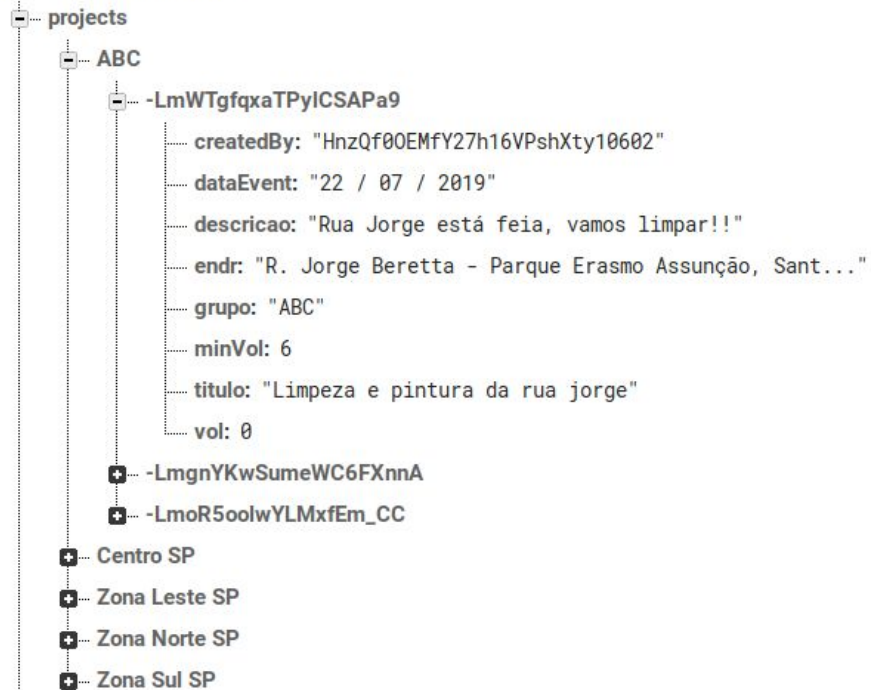 projects
ABC
-LmWTgfqxaTPylCSAPa9
createdBy: "HnzQf0OEMfY27h16VPshXty10602"
dataEvent: "22 / 07 / 2019"
descricao: "Rua Jorge está feia, vamos limpar!!"
endr: "R. Jorge Beretta - Parque Erasmo Assunção, Sant..."
grupo: "ABC"
minVol: 6
titulo: "Limpeza e pintura da rua jorge"
vol: 0
-LmgnYKwSumeWC6FXnnA
-LmoR5oolwYLMxfEm_CC
Centro SP
Zona Leste SP
Zona Norte SP
Zona Sul SP